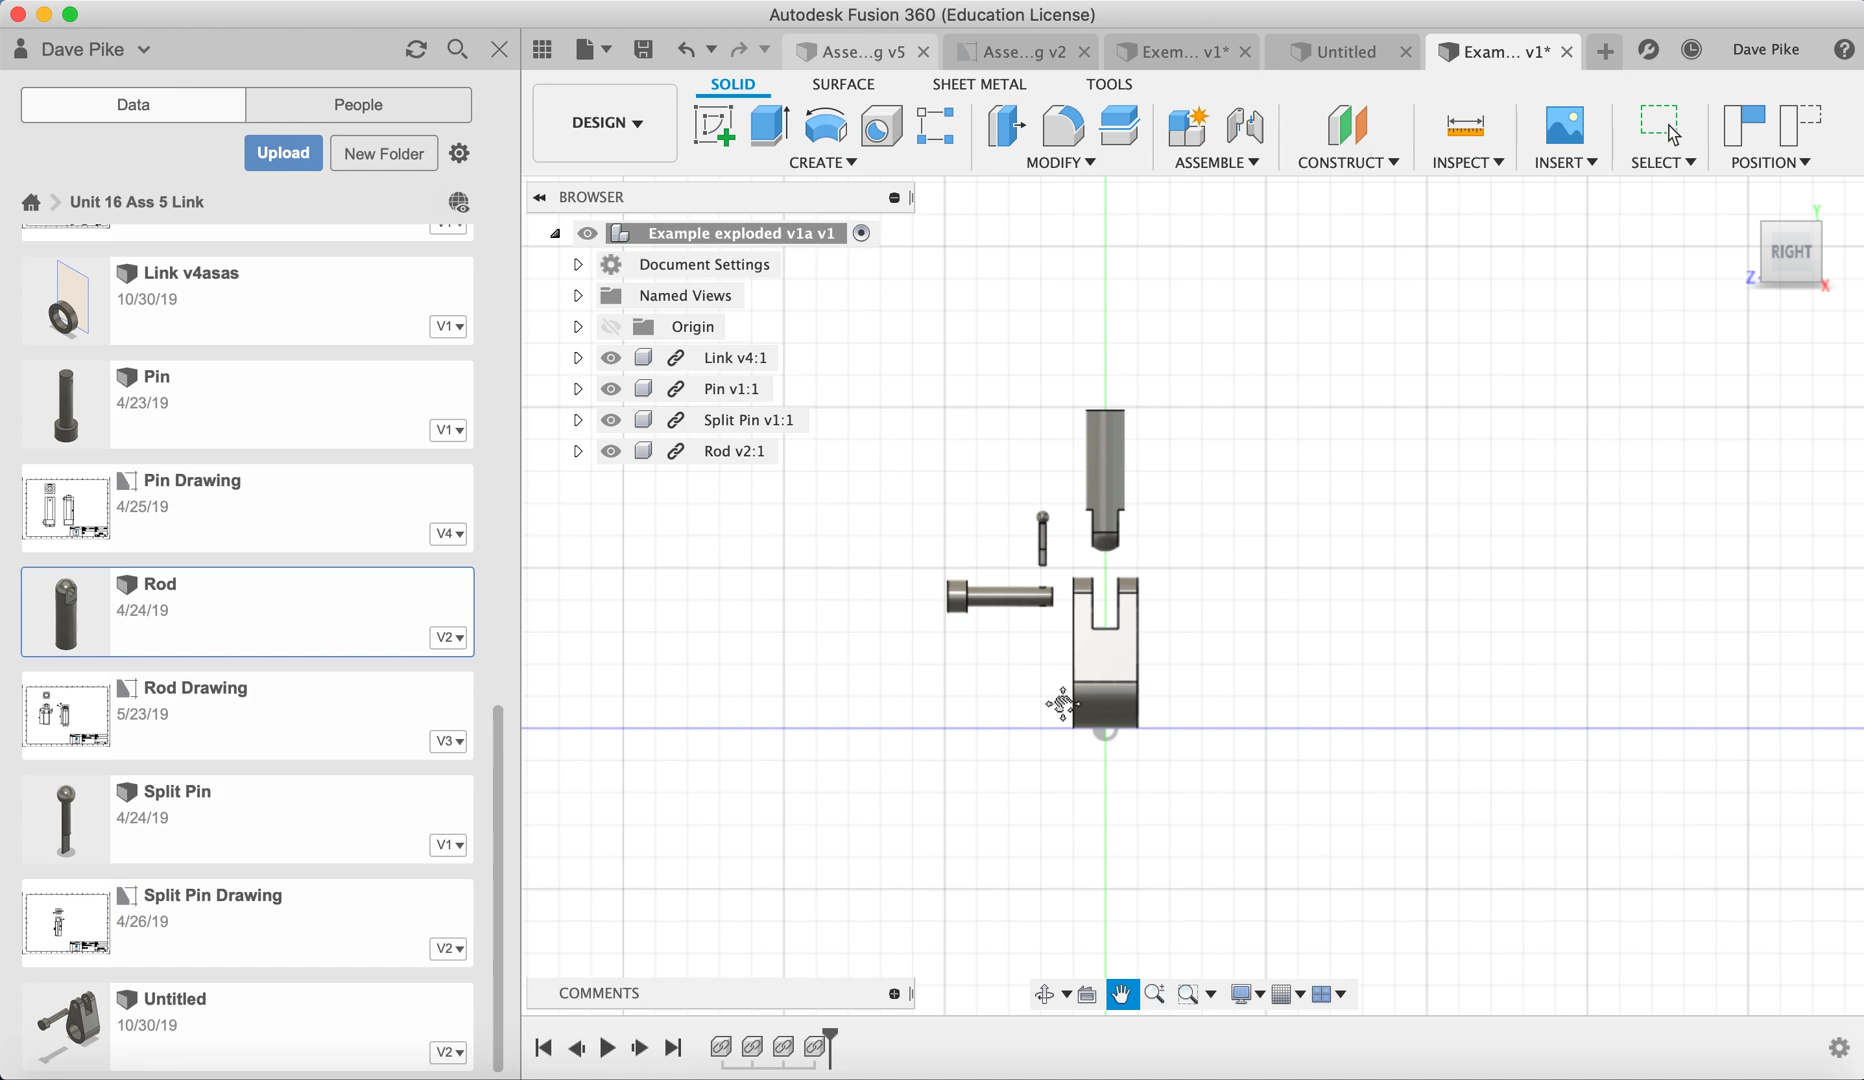 Autodesk Fusion 360 (Education License)
Dave Pike
Asse...g v5
Asse...g v2
Exem... v1*
Untitled
Exam... v1*
Dave Pike
Data
People
Upload
New Folder
Unit 16 Ass 5 Link
Link v4asas
10/30/19
V1
Pin
4/23/19
V1
Pin Drawing
4/25/19
V4
Rod
4/24/19
V2
Rod Drawing
5/23/19
V3
Split Pin
4/24/19
V1
Split Pin Drawing
4/26/19
V2
Untitled
10/30/19
V2
SOLID
SURFACE
SHEET METAL
TOOLS
DESIGN
CREATE
MODIFY
ASSEMBLE
CONSTRUCT
INSPECT
INSERT
SELECT
POSITION
BROWSER
Example exploded v1a v1
Document Settings
Named Views
Origin
Link v4:1
Pin v1:1
Split Pin v1:1
Rod v2:1
Y
RIGHT
Z
X
COMMENTS